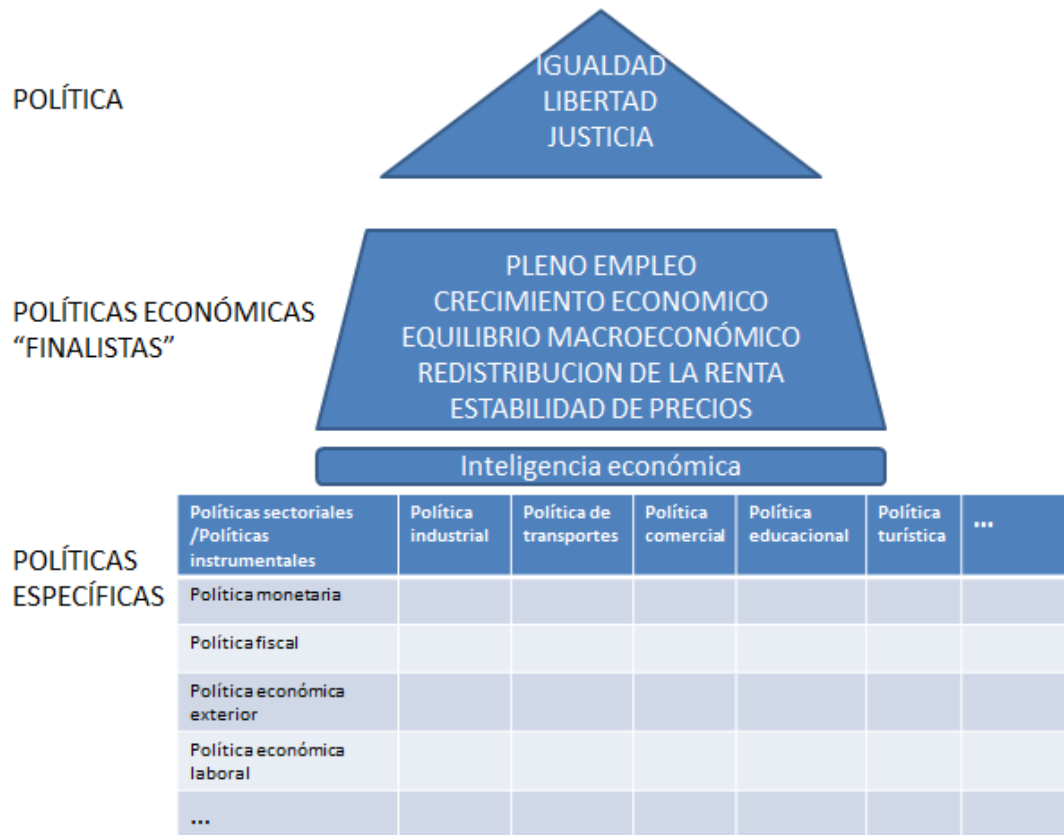 POLÍTICA
IGUALDAD
LIBERTAD
JUSTICIA
POLÍTICAS ECONÓMICAS
“FINALISTAS”
PLENO EMPLEO
CRECIMIENTO ECONOMICO
EQUILIBRIO MACROECONÓMICO
REDISTRIBUCION DE LA RENTA
ESTABILIDAD DE PRECIOS
Inteligencia económica
POLÍTICAS
ESPECÍFICAS
Políticas sectoriales
/Políticas
instrumentales
Política
industrial
Política de
transportes
Política
comercial
Política
educacional
Política
turística
...
Política monetaria
Política fiscal
Política económica
exterior
Política económica
laboral
...